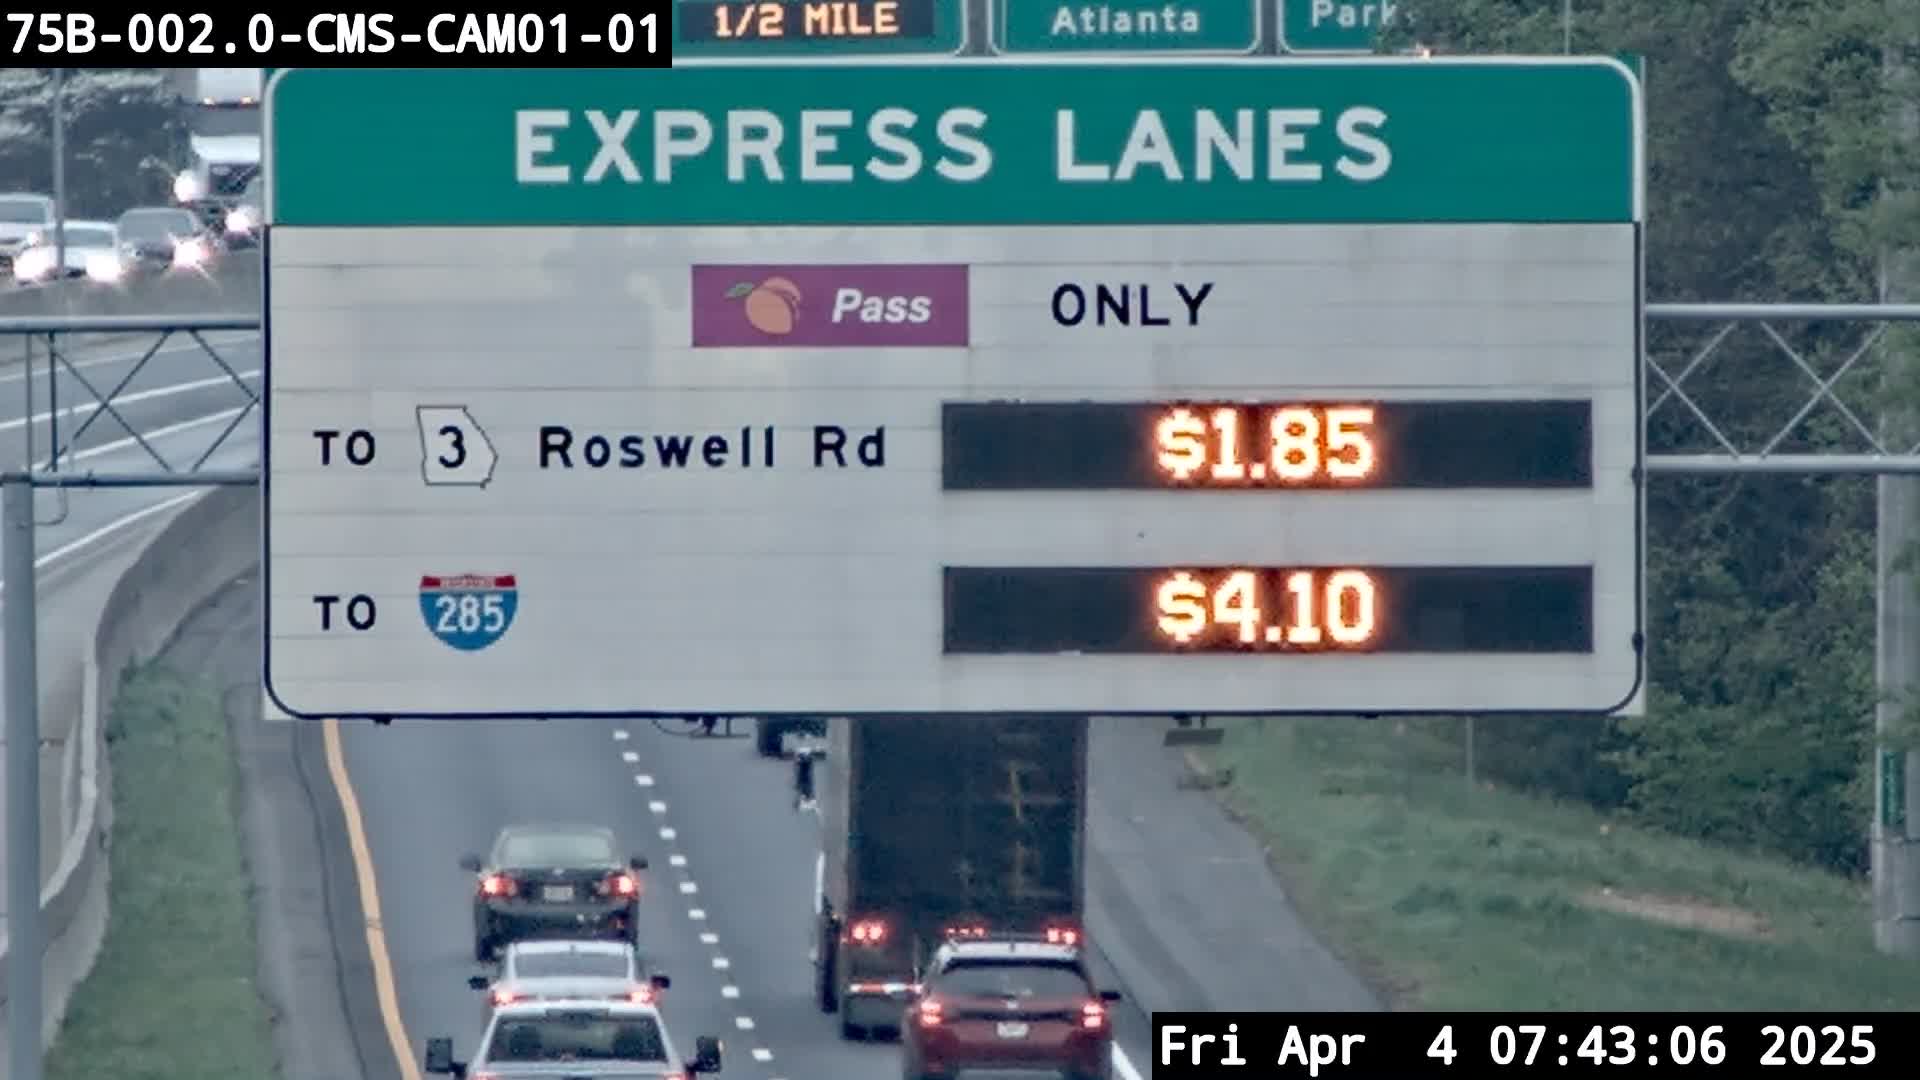 75B-002.0-CMS-CAM01-01
1/2 MILE
Atlanta
Park
EXPRESS LANES
Pass ONLY
TO 3 Roswell Rd $1.85
TO 285 $4.10
Fri Apr 4 07:43:06 2025